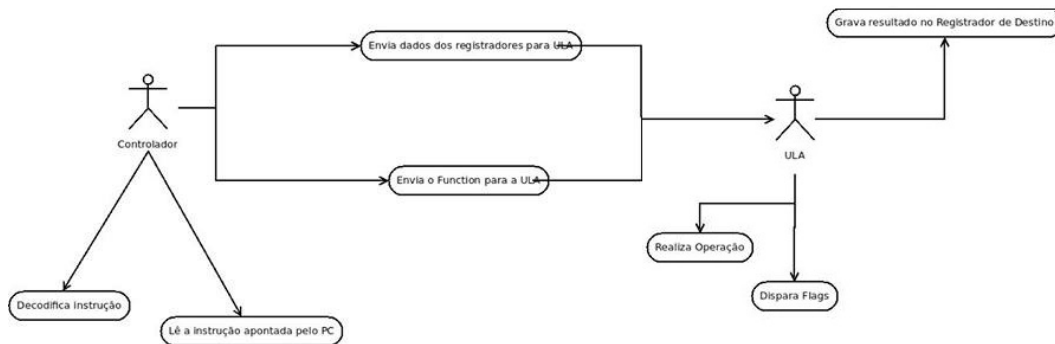 Grava resultado no Registrador de Destino
Envia dados dos registradores para ULA
Controlador
ULA
Envia o Function para a ULA
Realiza Operação
Decodifica instrução
Dispara Flags
Lê a instrução apontada pelo PC